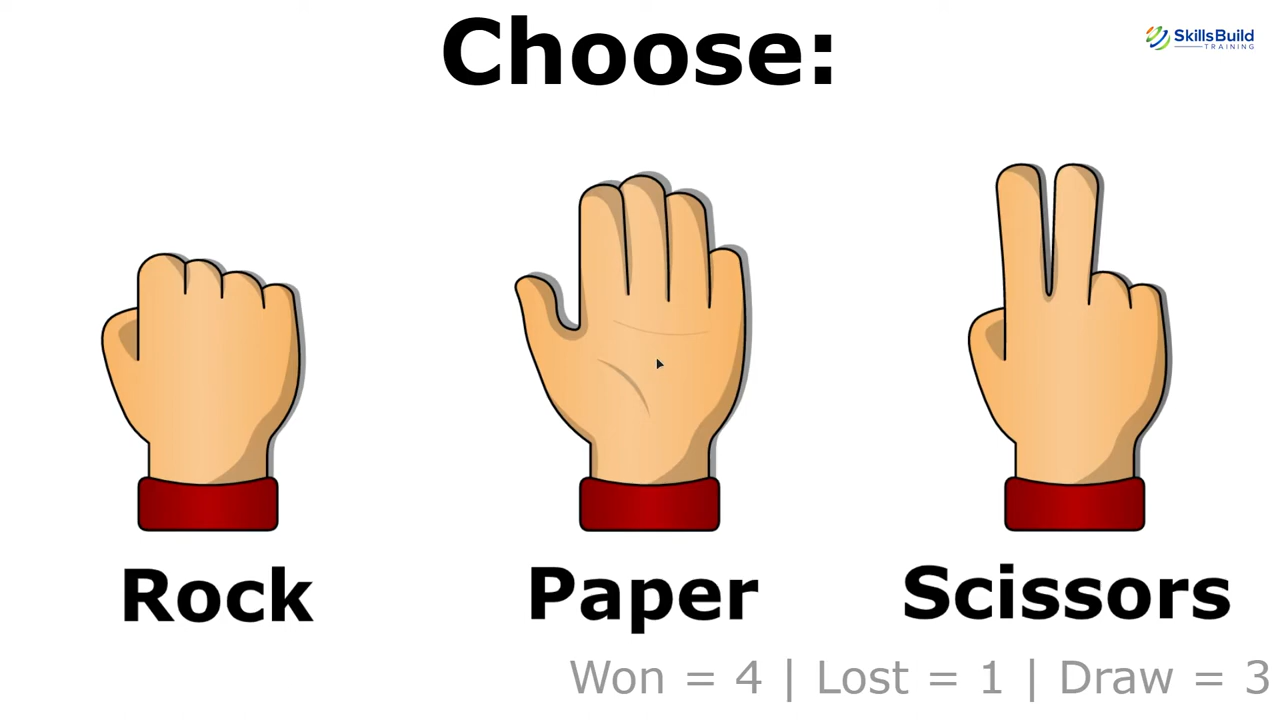 Choose:
SkillsBuild
TRAINING
Rock
Paper
Scissors
Won = 4 | Lost = 1 | Draw = 3